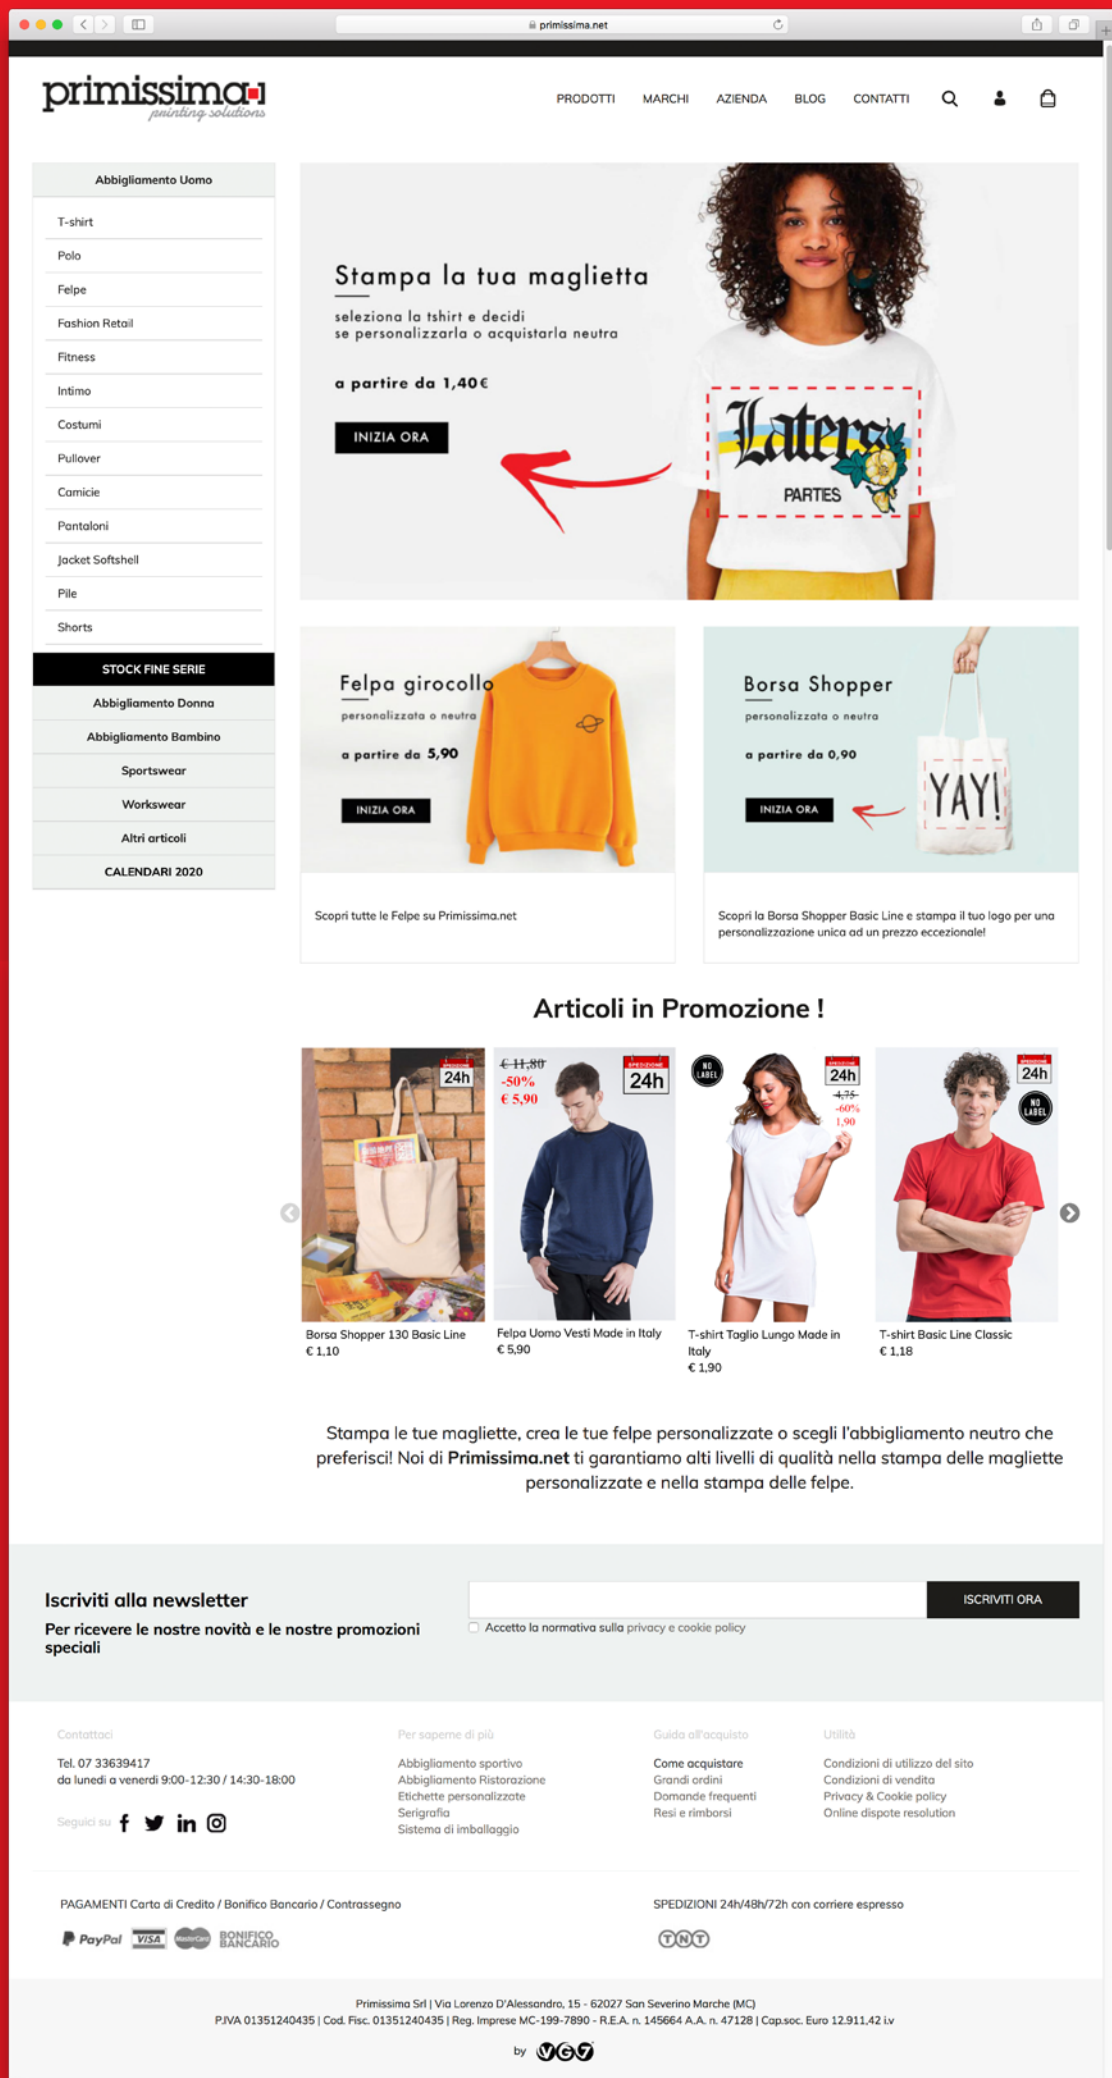 primissima.net
primissima1
printing solutions
PRODOTTI MARCHI AZIENDA BLOG CONTATTI
Abbigliamento Uomo
T-shirt
Polo
Felpe
Fashion Retail
Fitness
Intimo
Costumi
Pullover
Camicie
Pantaloni
Jacket Softshell
Pile
Shorts
STOCK FINE SERIE
Abbigliamento Donna
Abbigliamento Bambino
Sportswear
Workswear
Altri articoli
CALENDARI 2020
Stampa la tua maglietta
seleziona la tshirt e decidi
se personalizzarla o acquistarla neutra
a partire da 1,40€
INIZIA ORA
Laters
PARTIES
Felpa girocollo
personalizzata o neutra
a partire da 5,90
INIZIA ORA
Scopri tutte le Felpe su Primissima.net
Borsa Shopper
personalizzata o neutra
a partire da 0,90
INIZIA ORA
YAY!
Scopri la Borsa Shopper Basic Line e stampa il tuo logo per una
personalizzazione unica ad un prezzo eccezionale!
Articoli in Promozione !
SPEDIZIONE
24h
Borsa Shopper 130 Basic Line
€ 1,10
€ 11,80
-50%
€ 5,90
SPEDIZIONE
24h
Felpa Uomo Vesti Made in Italy
€ 5,90
NO
LABEL
SPEDIZIONE
24h
4,75
-60%
1,90
T-shirt Taglio Lungo Made in
Italy
€ 1,90
SPEDIZIONE
24h
NO
LABEL
T-shirt Basic Line Classic
€ 1,18
Stampa le tue magliette, crea le tue felpe personalizzate o scegli l'abbigliamento neutro che
preferisci! Noi di Primissima.net ti garantiamo alti livelli di qualità nella stampa delle magliette
personalizzate e nella stampa delle felpe.
Iscriviti alla newsletter
Per ricevere le nostre novità e le nostre promozioni
speciali
ISCRIVITI ORA
Accetto la normativa sulla privacy e cookie policy
Contattaci
Tel. 07 33639417
da lunedi a venerdi 9:00-12:30 / 14:30-18:00
Seguici su
Per saperne di più
Abbigliamento sportivo
Abbigliamento Ristorazione
Etichette personalizzate
Serigrafia
Sistema di imballaggio
Guida all'acquisto
Come acquistare
Grandi ordini
Domande frequenti
Resi e rimborsi
Utilità
Condizioni di utilizzo del sito
Condizioni di vendita
Privacy & Cookie policy
Online dispote resolution
PAGAMENTI Carta di Credito / Bonifico Bancario / Contrassegno
PayPal VISA MasterCard BONIFICO
BANCARIO
SPEDIZIONI 24h/48h/72h con corriere espresso
TNT
Primissima Srl | Via Lorenzo D'Alessandro, 15 - 62027 San Severino Marche (MC)
P.IVA 01351240435 | Cod. Fisc. 01351240435 | Reg. Imprese MC-199-7890 - R.E.A. n. 145664 A.A. n. 47128 | Cap.soc. Euro 12.911,42 i.v
by VG7